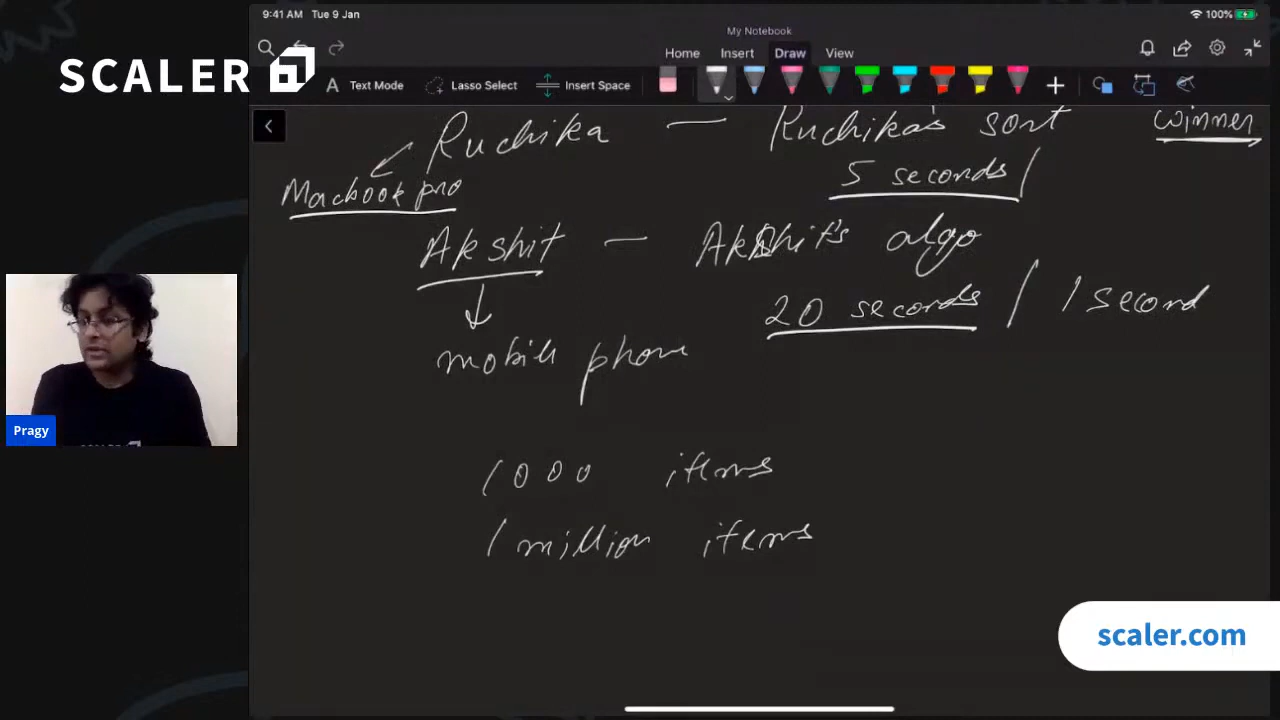 9:41 AM Tue 9 Jan
100%
My Notebook
Home Insert Draw View
SCALER
Text Mode Lasso Select Insert Space
Ruchika — Ruchika's sort winner
Macbook pro
5 seconds /
Akshit — Akshit's algo
20 seconds / 1 second
mobile phone
1000 items
1 million items
Pragy
scaler.com